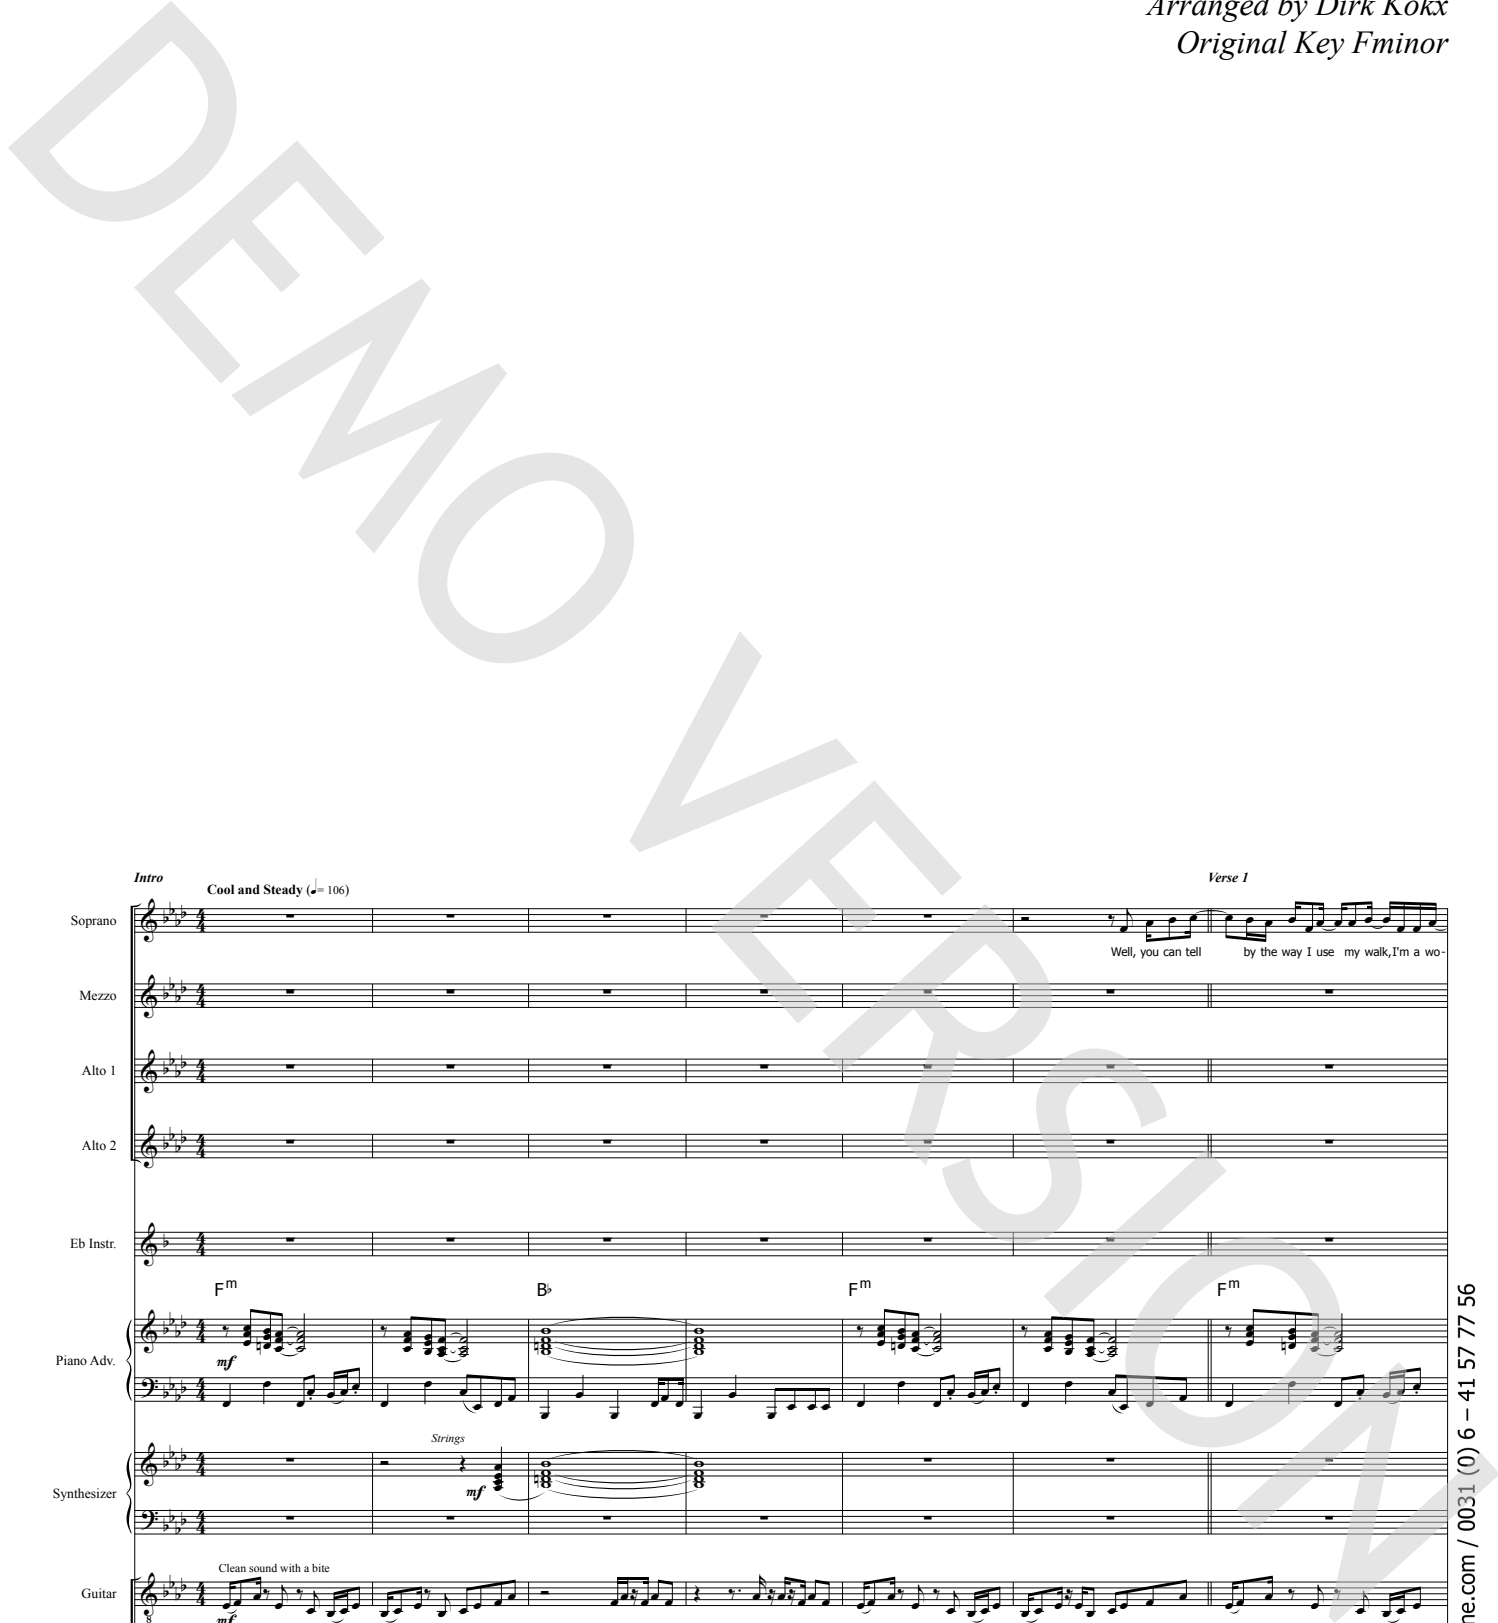 Arranged by Dirk Kokx
Original Key Fminor
DEMO VERSION
Intro
Cool and Steady (♩= 106)
Verse 1
Soprano
Well, you can tell by the way I use my walk,I'm a wo-
Mezzo
Alto 1
Alto 2
Eb Instr.
Fm B♭ Fm Fm
Piano Adv.
mf
Strings
Synthesizer
mf
Clean sound with a bite
Guitar
mf
ne.com / 0031 (0) 6 – 41 57 77 56